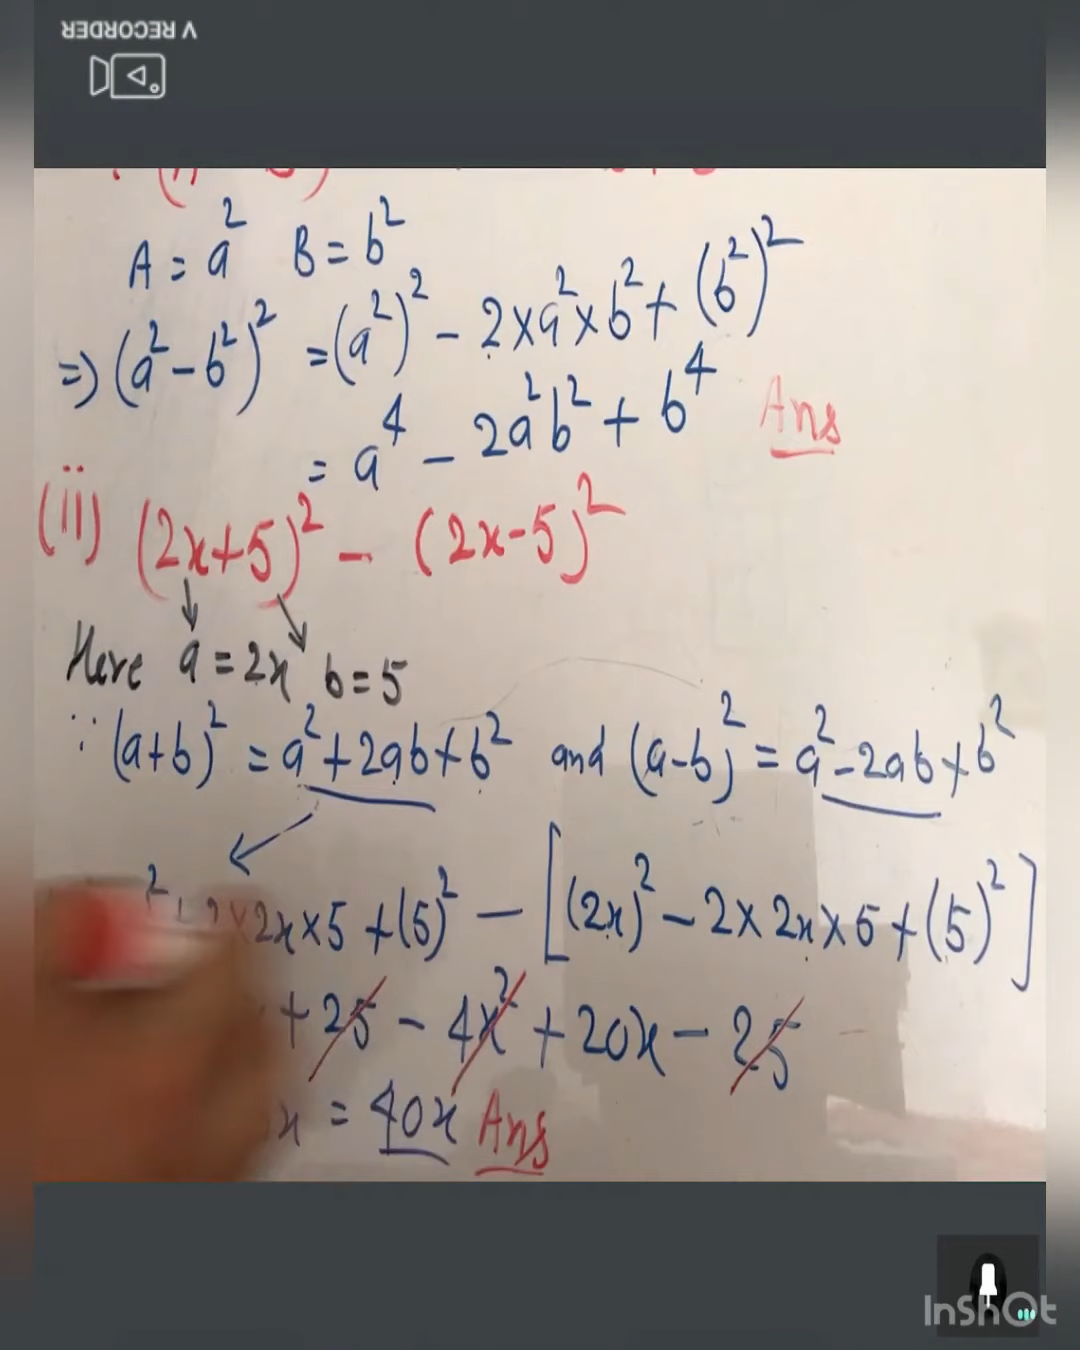 V RECORDER
A = a² B = b²
=> (a² - b²)² = (a²)² - 2×a²×b² + (b²)²
= a⁴ - 2a²b² + b⁴ Ans
(ii) (2x+5)² - (2x-5)²
Here a = 2x b = 5
∵ (a+b)² = a² + 2ab + b² and (a-b)² = a² - 2ab + b²
² + 2×2x×5 + (5)² - [(2x)² - 2×2x×5 + (5)²]
+ 25 - 4x² + 20x - 25
x = 40x Ans
InShOt